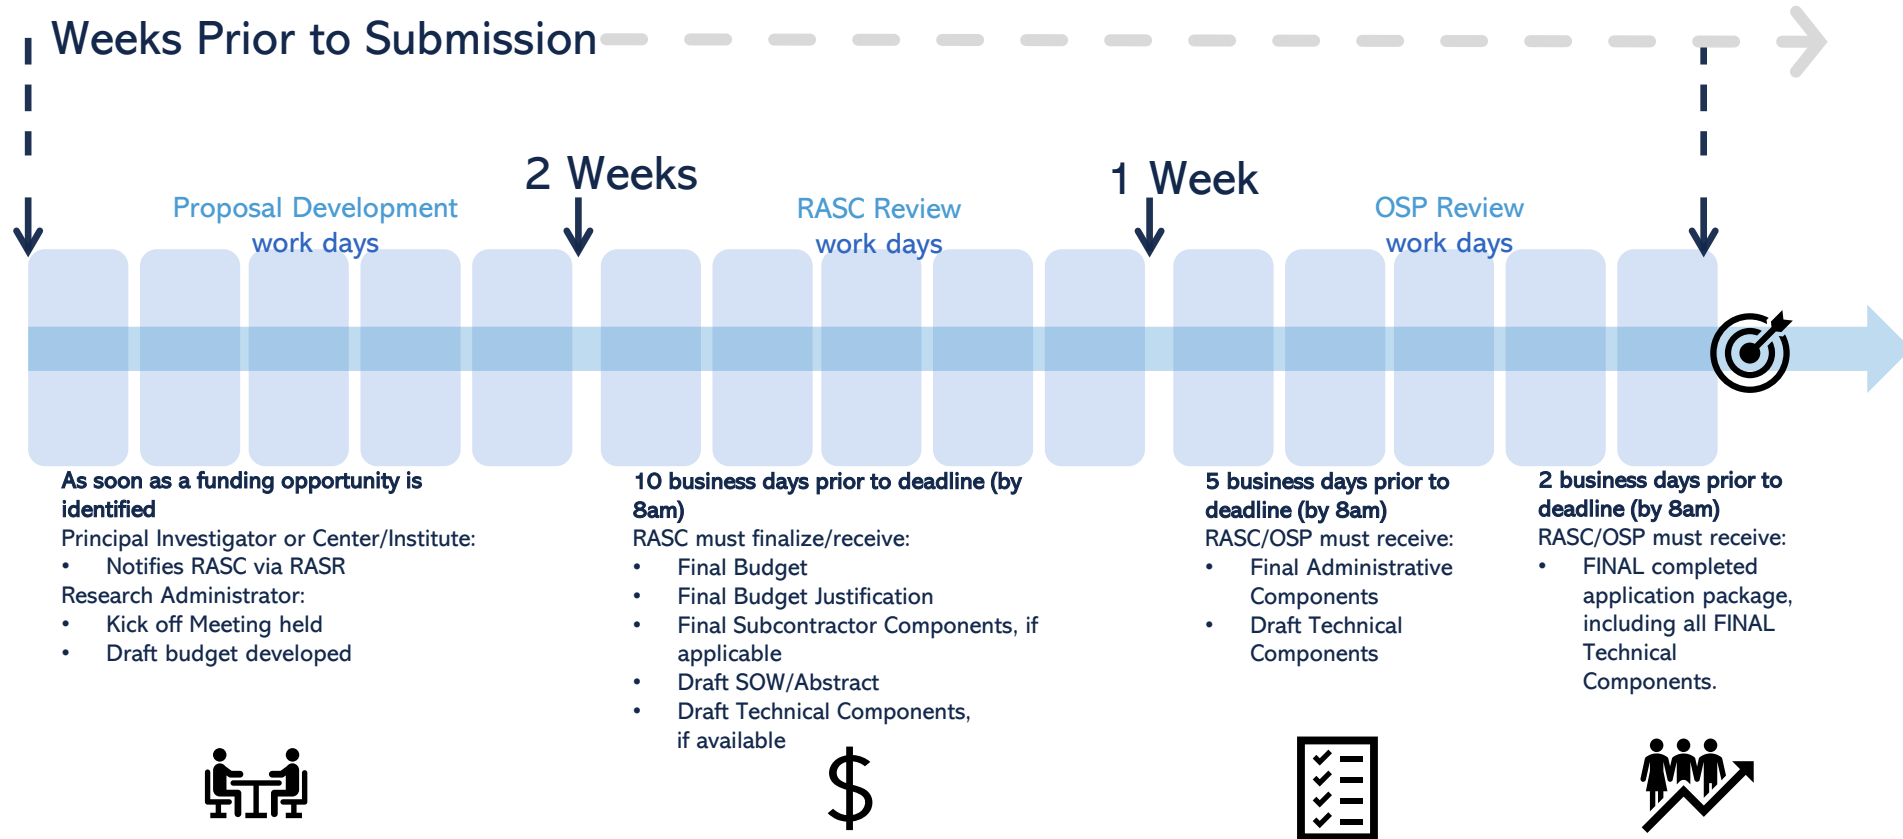 Weeks Prior to Submission
2 Weeks
1 Week
Proposal Development
work days
RASC Review
work days
OSP Review
work days
As soon as a funding opportunity is
identified
Principal Investigator or Center/Institute:
• Notifies RASC via RASR
Research Administrator:
• Kick off Meeting held
• Draft budget developed
10 business days prior to deadline (by
8am)
RASC must finalize/receive:
• Final Budget
• Final Budget Justification
• Final Subcontractor Components, if
applicable
• Draft SOW/Abstract
• Draft Technical Components,
if available
5 business days prior to
deadline (by 8am)
RASC/OSP must receive:
• Final Administrative
Components
• Draft Technical
Components
2 business days prior to
deadline (by 8am)
RASC/OSP must receive:
• FINAL completed
application package,
including all FINAL
Technical
Components.